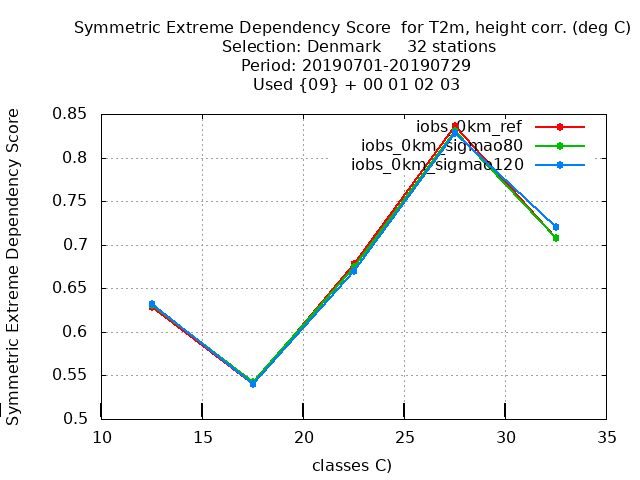 Symmetric Extreme Dependency Score  for T2m, height corr. (deg C)
Selection: Denmark     32 stations
Period: 20190701-20190729
Used {09} + 00 01 02 03
Symmetric Extreme Dependency Score
0.85
0.8
0.75
0.7
0.65
0.6
0.55
0.5
iobs_0km_ref
iobs_0km_sigmao80
iobs_0km_sigmao120
10 15 20 25 30 35
classes C)